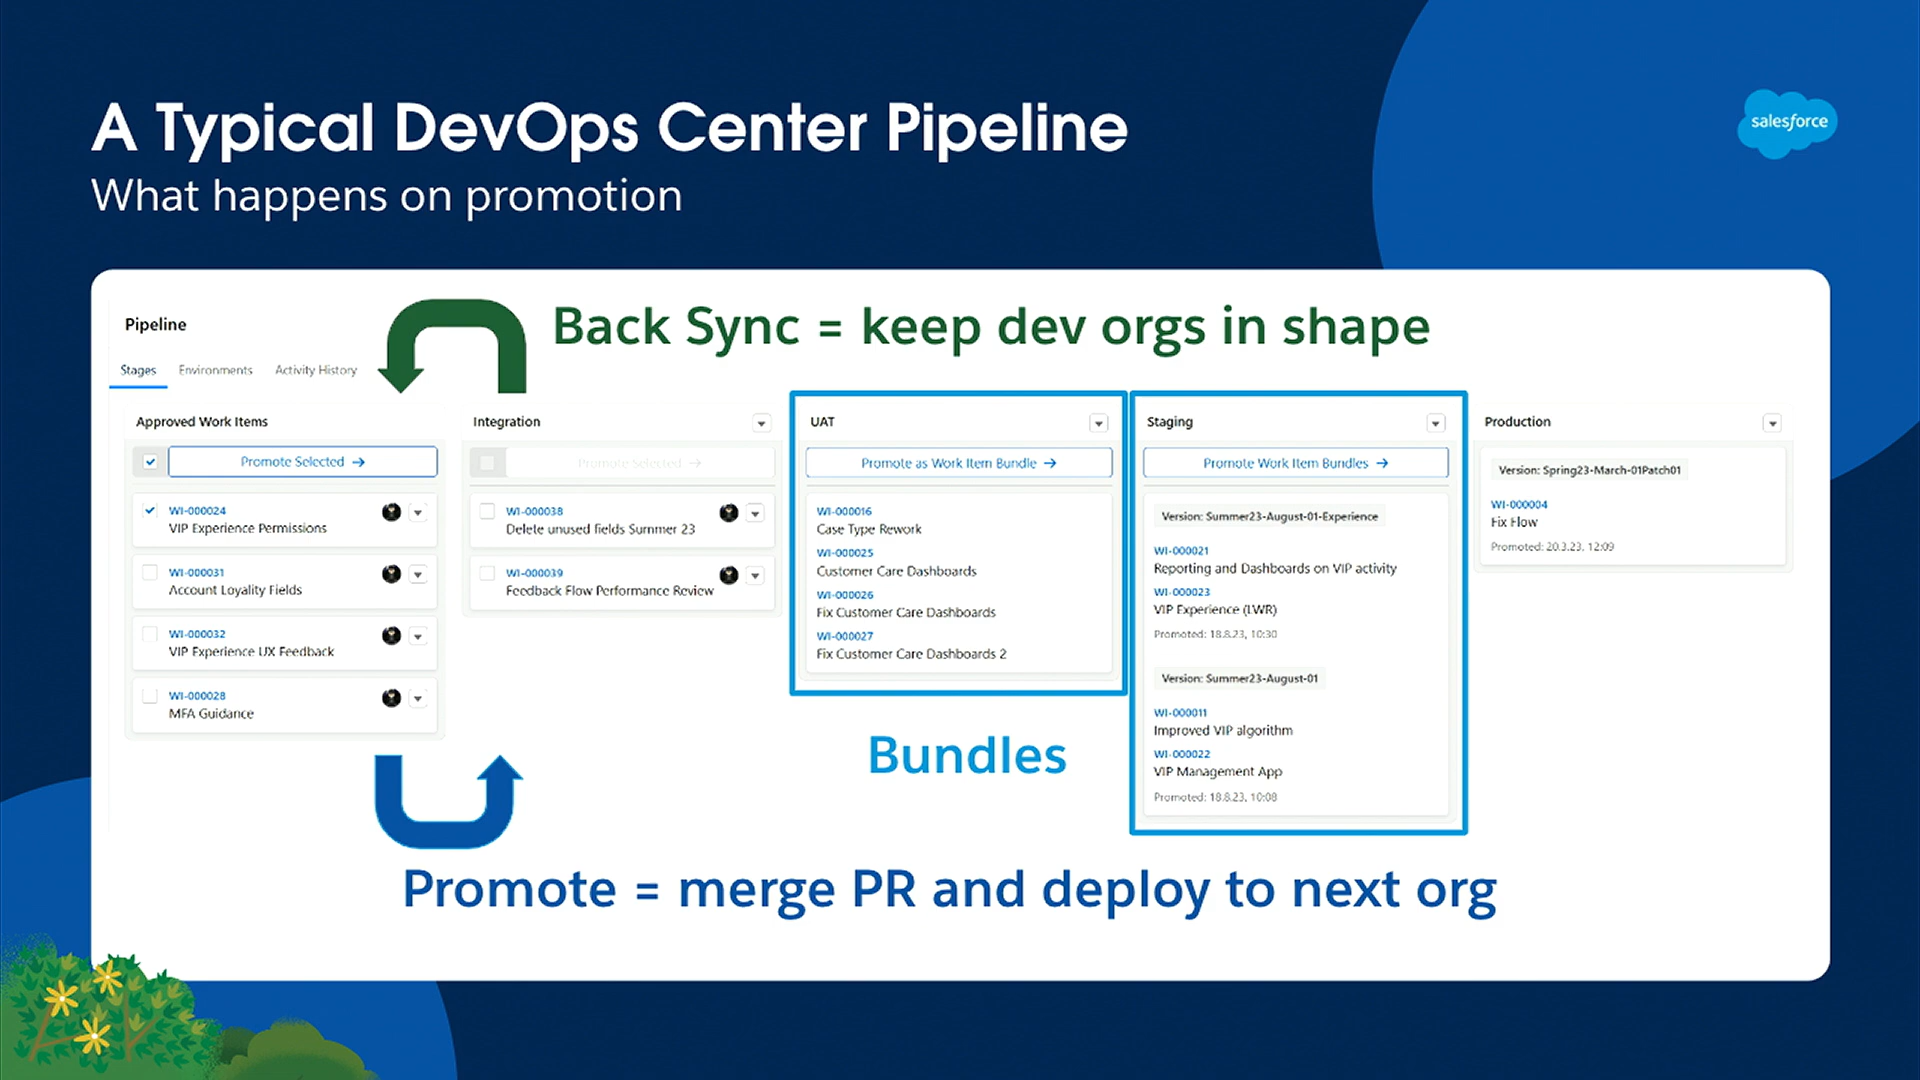 A Typical DevOps Center Pipeline
What happens on promotion
salesforce
Back Sync = keep dev orgs in shape
Pipeline
Stages
Environments
Activity History
Approved Work Items
Promote Selected →
WI-000024
VIP Experience Permissions
WI-000031
Account Loyality Fields
WI-000032
VIP Experience UX Feedback
WI-000028
MFA Guidance
Integration
Promote Selected →
WI-000038
Delete unused fields Summer 23
WI-000039
Feedback Flow Performance Review
UAT
Promote as Work Item Bundle →
WI-000016
Case Type Rework
WI-000025
Customer Care Dashboards
WI-000026
Fix Customer Care Dashboards
WI-000027
Fix Customer Care Dashboards 2
Staging
Promote Work Item Bundles →
Version: Summer23-August-01-Experience
WI-000021
Reporting and Dashboards on VIP activity
WI-000023
VIP Experience (LWR)
Promoted: 18.8.23, 10:30
Version: Summer23-August-01
WI-000011
Improved VIP algorithm
WI-000022
VIP Management App
Promoted: 18.8.23, 10:08
Production
Version: Spring23-March-01Patch01
WI-000004
Fix Flow
Promoted: 20.3.23, 12:09
Bundles
Promote = merge PR and deploy to next org